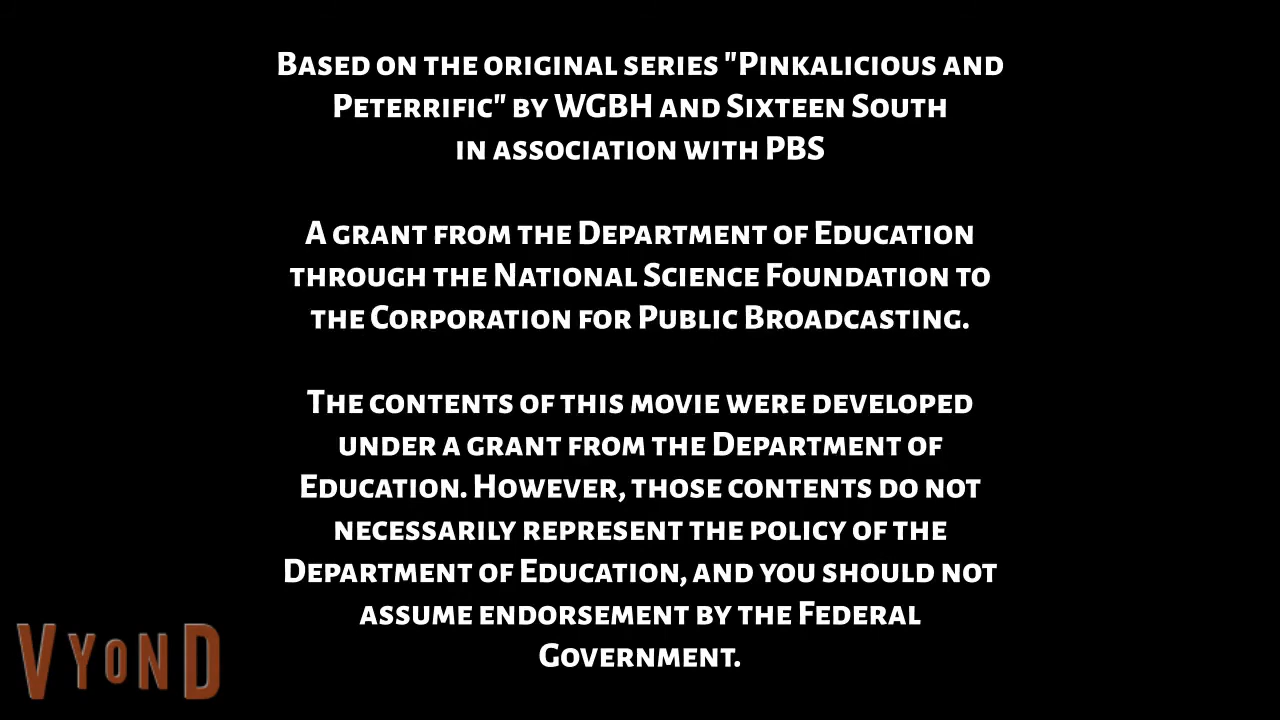 Based on the original series "Pinkalicious and
Peterrific" by WGBH and Sixteen South
in association with PBS
A grant from the Department of Education
through the National Science Foundation to
the Corporation for Public Broadcasting.
The contents of this movie were developed
under a grant from the Department of
Education. However, those contents do not
necessarily represent the policy of the
Department of Education, and you should not
assume endorsement by the Federal
Government.
VYOND